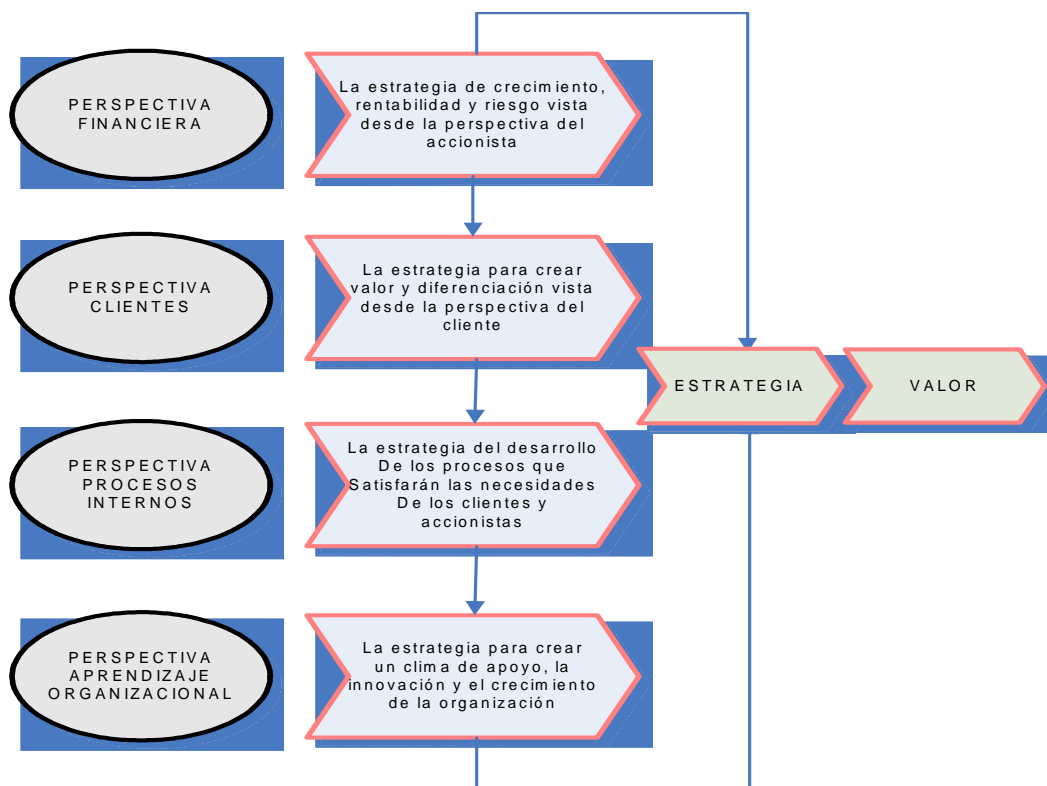 PERSPECTIVA
FINANCIERA
La estrategia de crecimiento,
rentabilidad y riesgo vista
desde la perspectiva del
accionista
PERSPECTIVA
CLIENTES
La estrategia para crear
valor y diferenciación vista
desde la perspectiva del
cliente
ESTRATEGIA
VALOR
PERSPECTIVA
PROCESOS
INTERNOS
La estrategia del desarrollo
De los procesos que
Satisfarán las necesidades
De los clientes y
accionistas
PERSPECTIVA
APRENDIZAJE
ORGANIZACIONAL
La estrategia para crear
un clima de apoyo, la
innovación y el crecimiento
de la organización